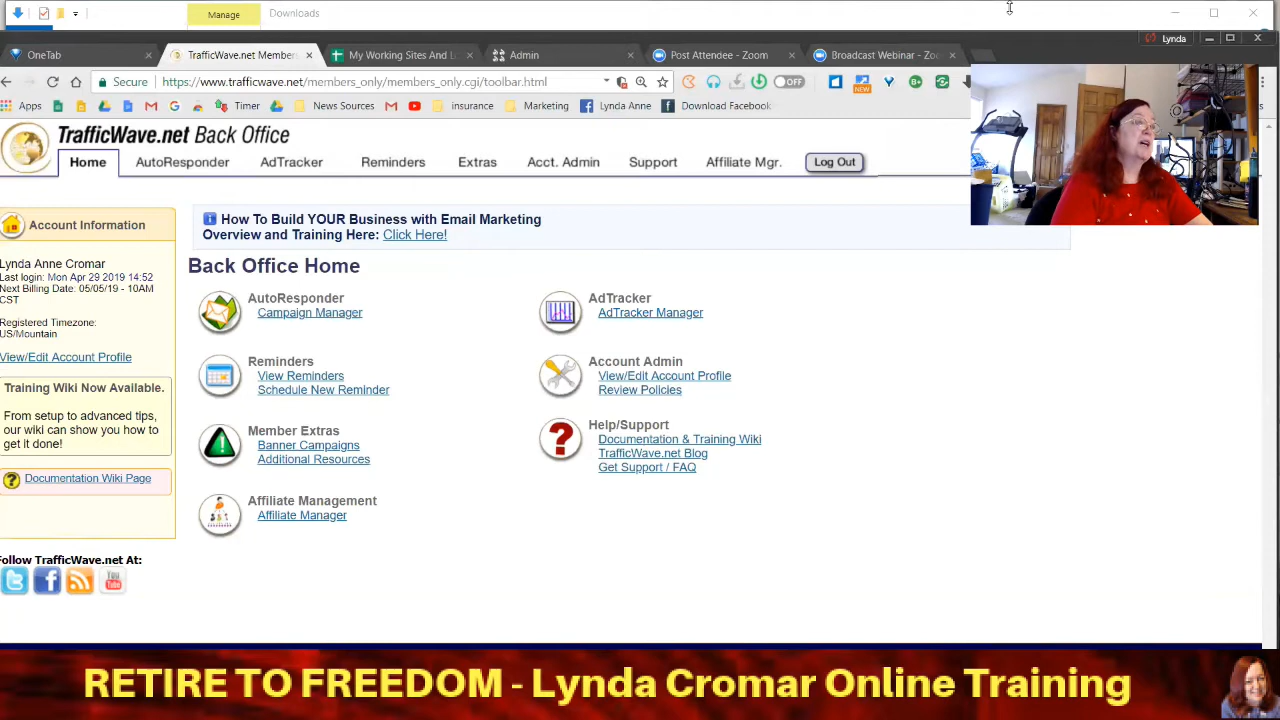 Manage Downloads
Lynda
OneTab TrafficWave.net Members My Working Sites And L Admin Post Attendee - Zoom Broadcast Webinar - Zo
Secure https://www.trafficwave.net/members_only/members_only.cgi/toolbar.html OFF NEW B+
Apps Timer News Sources insurance Marketing Lynda Anne Download Facebook
TrafficWave.net Back Office
Home AutoResponder AdTracker Reminders Extras Acct. Admin Support Affiliate Mgr. Log Out
Account Information
Lynda Anne Cromar
Last login: Mon Apr 29 2019 14:52
Next Billing Date: 05/05/19 - 10AM
CST
Registered Timezone:
US/Mountain
View/Edit Account Profile
Training Wiki Now Available.
From setup to advanced tips,
our wiki can show you how to
get it done!
Documentation Wiki Page
Follow TrafficWave.net At:
You
Tube
How To Build YOUR Business with Email Marketing
Overview and Training Here: Click Here!
Back Office Home
AutoResponder
Campaign Manager
Reminders
View Reminders
Schedule New Reminder
Member Extras
Banner Campaigns
Additional Resources
Affiliate Management
Affiliate Manager
AdTracker
AdTracker Manager
Account Admin
View/Edit Account Profile
Review Policies
Help/Support
Documentation & Training Wiki
TrafficWave.net Blog
Get Support / FAQ
RETIRE TO FREEDOM - Lynda Cromar Online Training